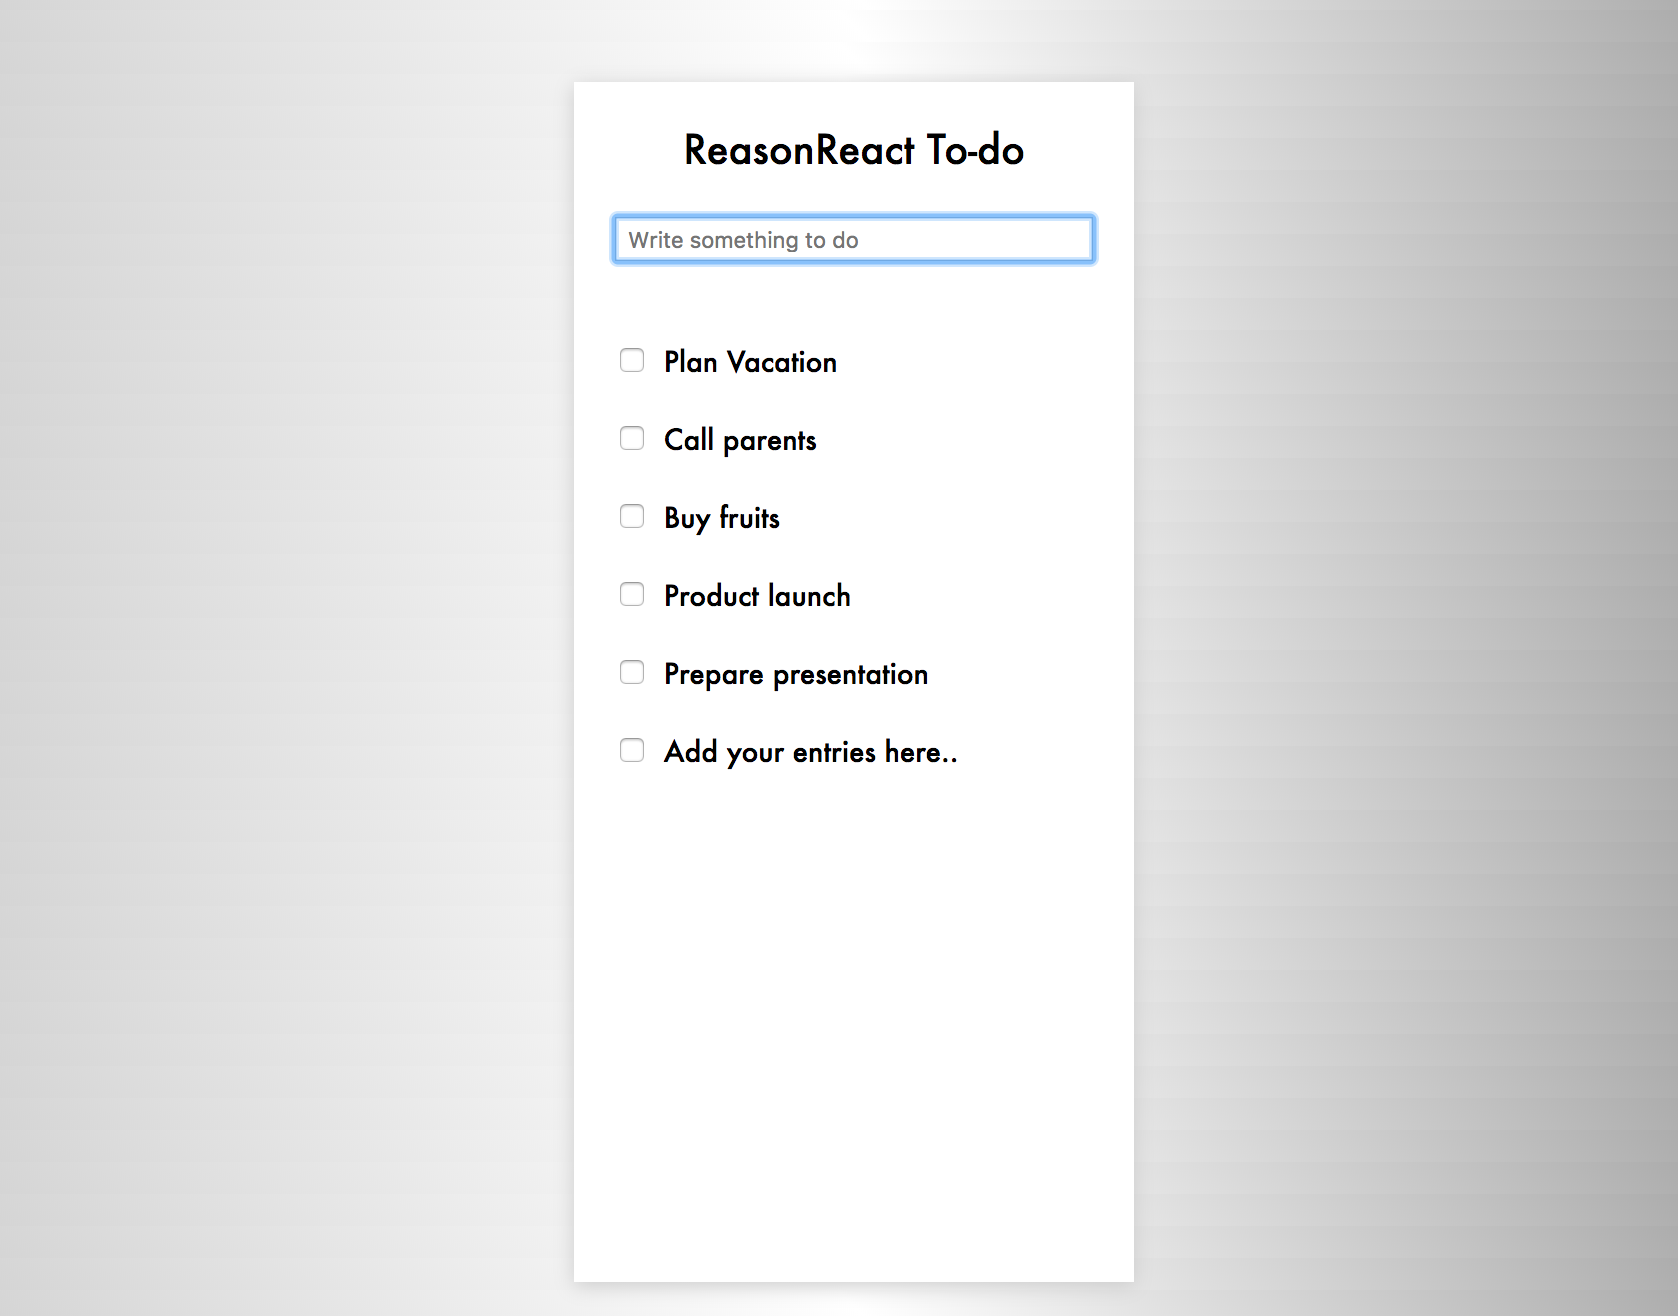 ReasonReact To-do
Write something to do
Plan Vacation
Call parents
Buy fruits
Product launch
Prepare presentation
Add your entries here..